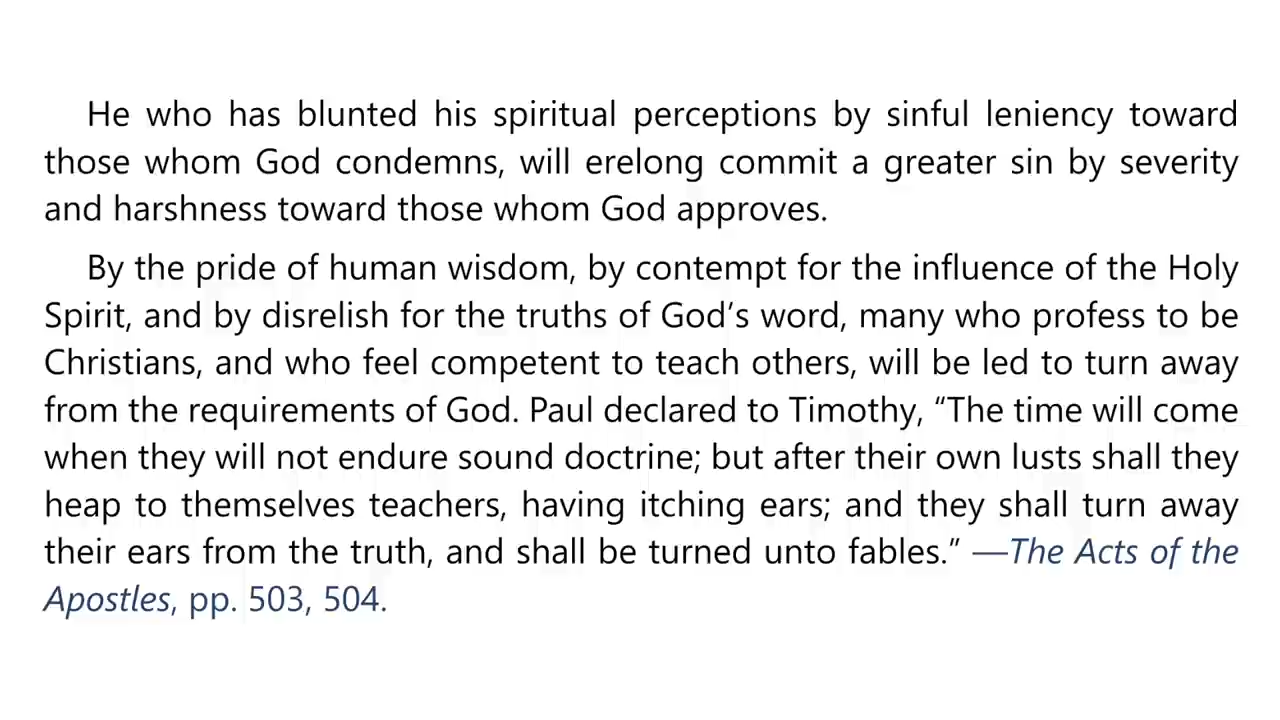 He who has blunted his spiritual perceptions by sinful leniency toward
those whom God condemns, will erelong commit a greater sin by severity
and harshness toward those whom God approves.
By the pride of human wisdom, by contempt for the influence of the Holy
Spirit, and by disrelish for the truths of God’s word, many who profess to be
Christians, and who feel competent to teach others, will be led to turn away
from the requirements of God. Paul declared to Timothy, “The time will come
when they will not endure sound doctrine; but after their own lusts shall they
heap to themselves teachers, having itching ears; and they shall turn away
their ears from the truth, and shall be turned unto fables.” —The Acts of the
Apostles, pp. 503, 504.